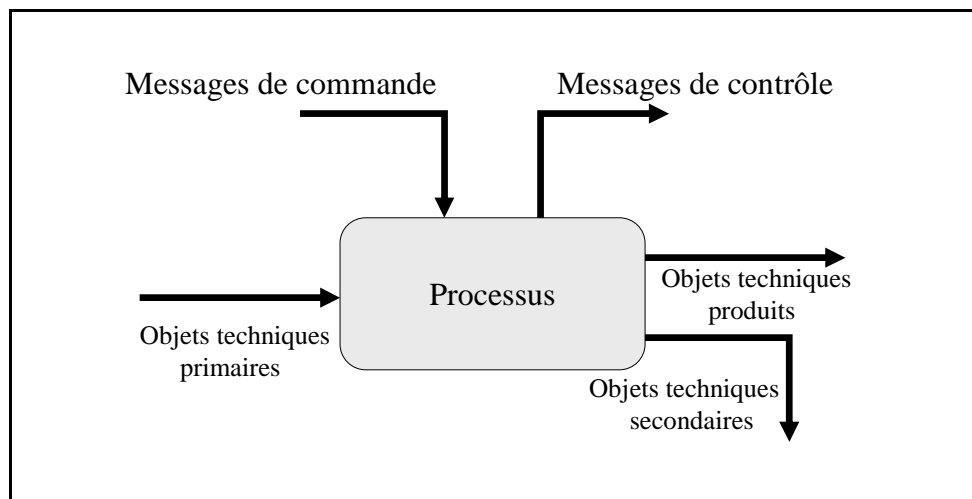 Messages de commande
Messages de contrôle
Processus
Objets techniques
produits
Objets techniques
primaires
Objets techniques
secondaires